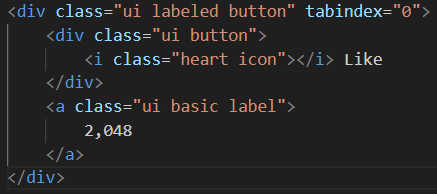 <div class="ui labeled button" tabindex="0">
    <div class="ui button">
        <i class="heart icon"></i> Like
    </div>
    <a class="ui basic label">
        2,048
    </a>
</div>